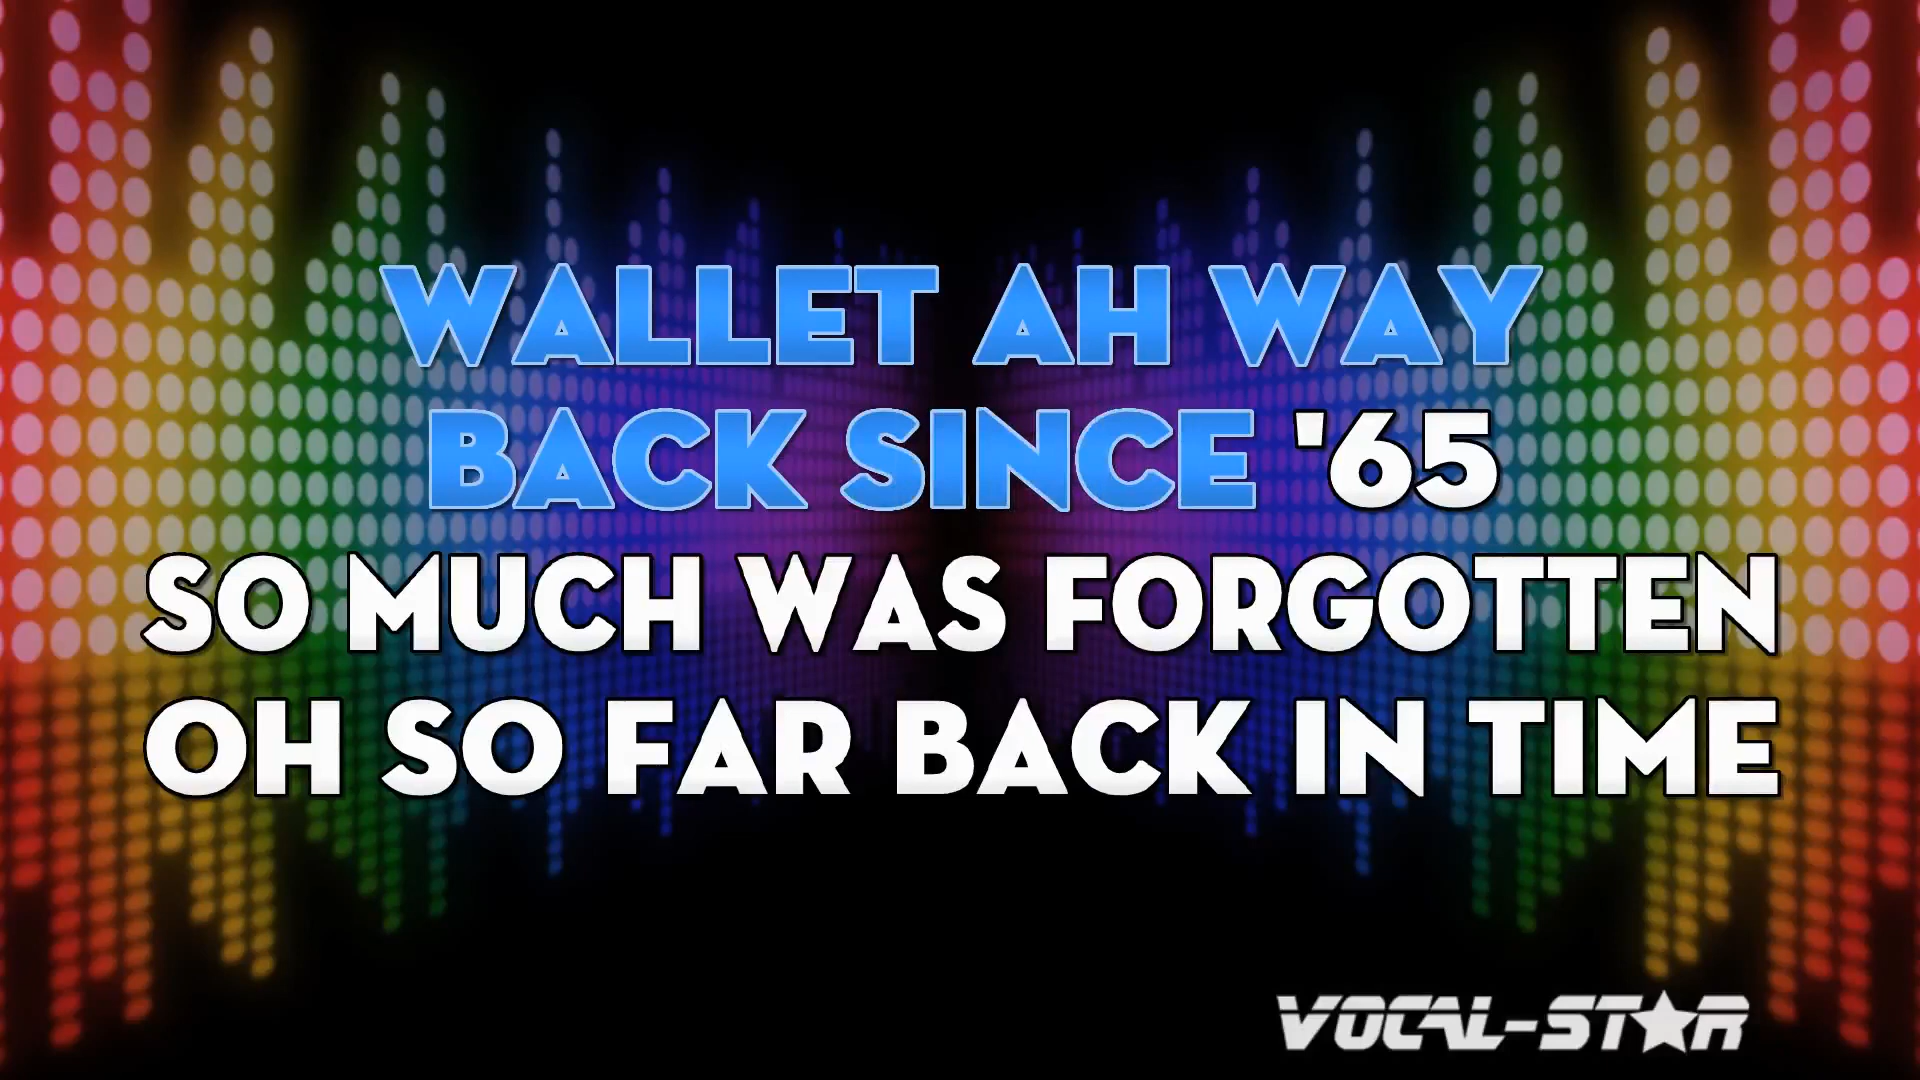 WALLET AH WAY
BACK SINCE '65
SO MUCH WAS FORGOTTEN
OH SO FAR BACK IN TIME
VOCAL-STAR